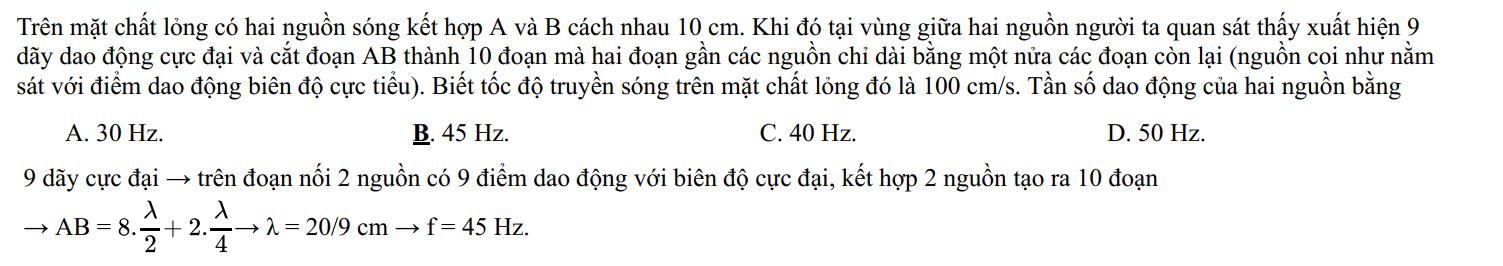 Trên mặt chất lỏng có hai nguồn sóng kết hợp A và B cách nhau 10 cm. Khi đó tại vùng giữa hai nguồn người ta quan sát thấy xuất hiện 9
dãy dao động cực đại và cắt đoạn AB thành 10 đoạn mà hai đoạn gần các nguồn chỉ dài bằng một nửa các đoạn còn lại (nguồn coi như nằm
sát với điểm dao động biên độ cực tiểu). Biết tốc độ truyền sóng trên mặt chất lỏng đó là 100 cm/s. Tần số dao động của hai nguồn bằng
A. 30 Hz. B. 45 Hz. C. 40 Hz. D. 50 Hz.
9 dãy cực đại → trên đoạn nối 2 nguồn có 9 điểm dao động với biên độ cực đại, kết hợp 2 nguồn tạo ra 10 đoạn
→ AB = 8.λ/2 + 2.λ/4 → λ = 20/9 cm → f = 45 Hz.